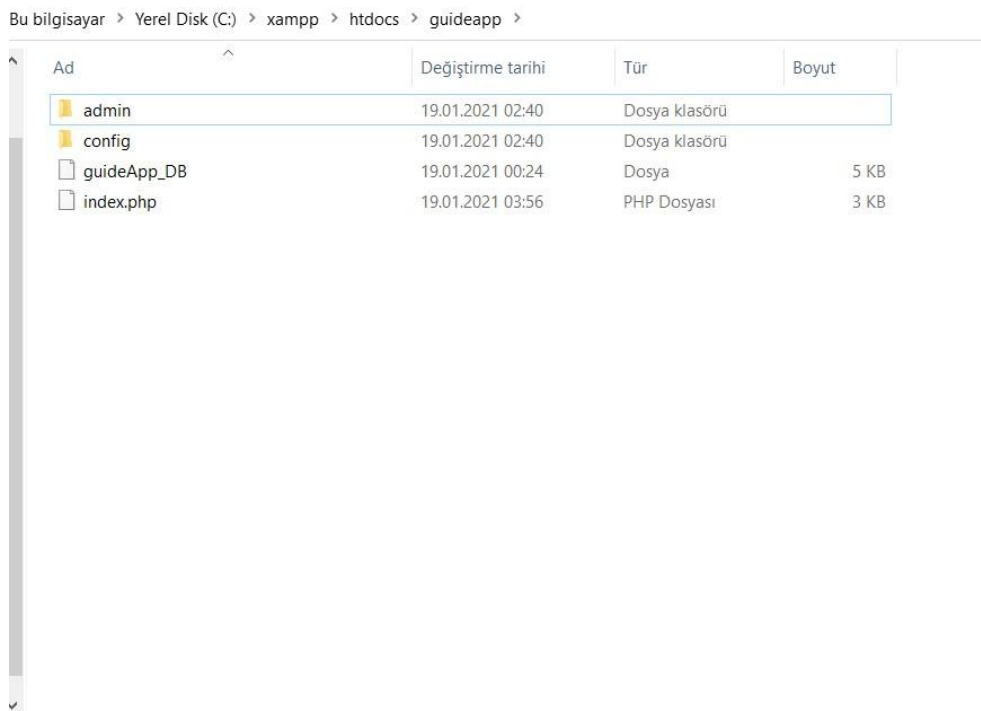 Bu bilgisayar > Yerel Disk (C:) > xampp > htdocs > guideapp >
Ad Değiştirme tarihi Tür Boyut
admin 19.01.2021 02:40 Dosya klasörü
config 19.01.2021 02:40 Dosya klasörü
guideApp_DB 19.01.2021 00:24 Dosya 5 KB
index.php 19.01.2021 03:56 PHP Dosyası 3 KB